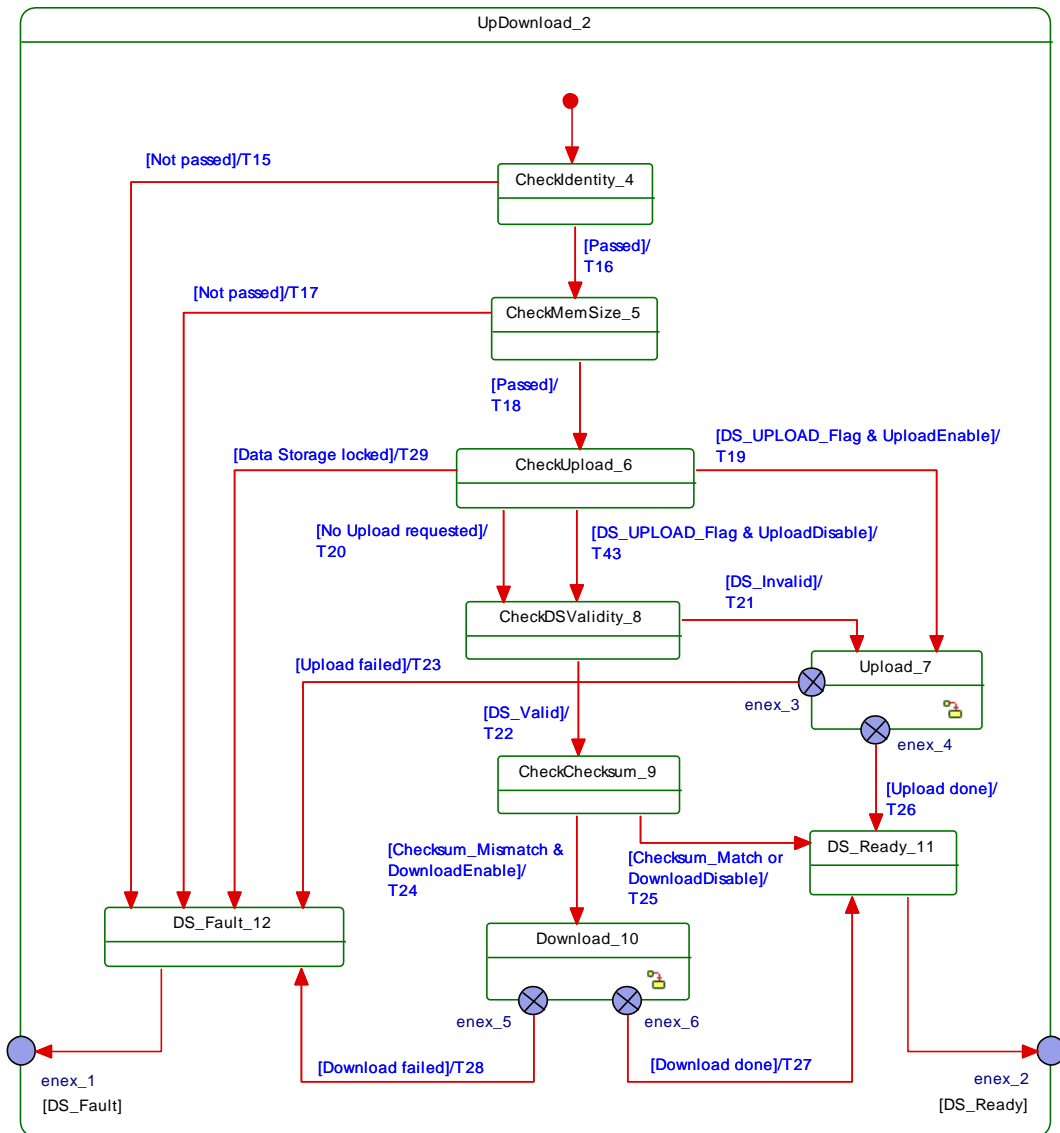 UpDownload_2
[Not passed]/T15
CheckIdentity_4
[Passed]/
T16
[Not passed]/T17
CheckMemSize_5
[Passed]/
T18
[DS_UPLOAD_Flag & UploadEnable]/
T19
[Data Storage locked]/T29
CheckUpload_6
[No Upload requested]/
T20
[DS_UPLOAD_Flag & UploadDisable]/
T43
[DS_Invalid]/
T21
CheckDSValidity_8
[Upload failed]/T23
Upload_7
enex_3
[DS_Valid]/
T22
enex_4
CheckChecksum_9
[Upload done]/
T26
[Checksum_Mismatch &
DownloadEnable]/
T24
[Checksum_Match or
DownloadDisable]/
T25
DS_Ready_11
DS_Fault_12
Download_10
enex_5
enex_6
[Download failed]/T28
[Download done]/T27
enex_1
[DS_Fault]
enex_2
[DS_Ready]